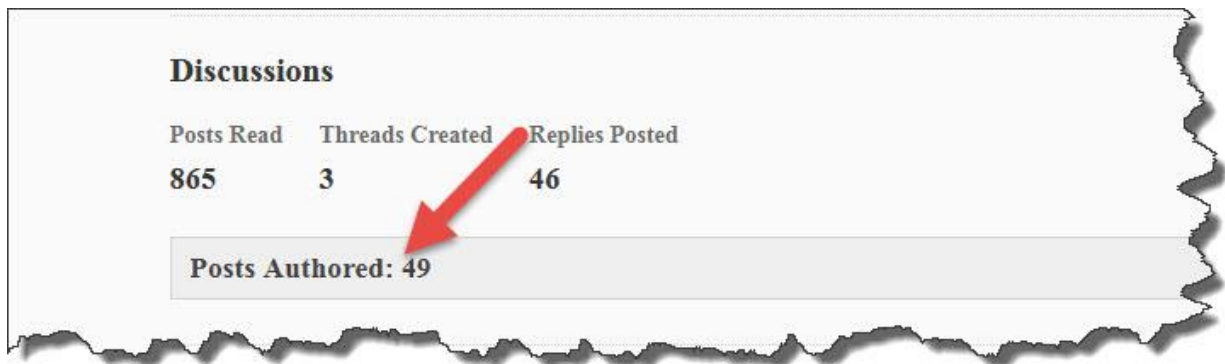 Discussions
Posts Read Threads Created Replies Posted
865 3 46
Posts Authored: 49